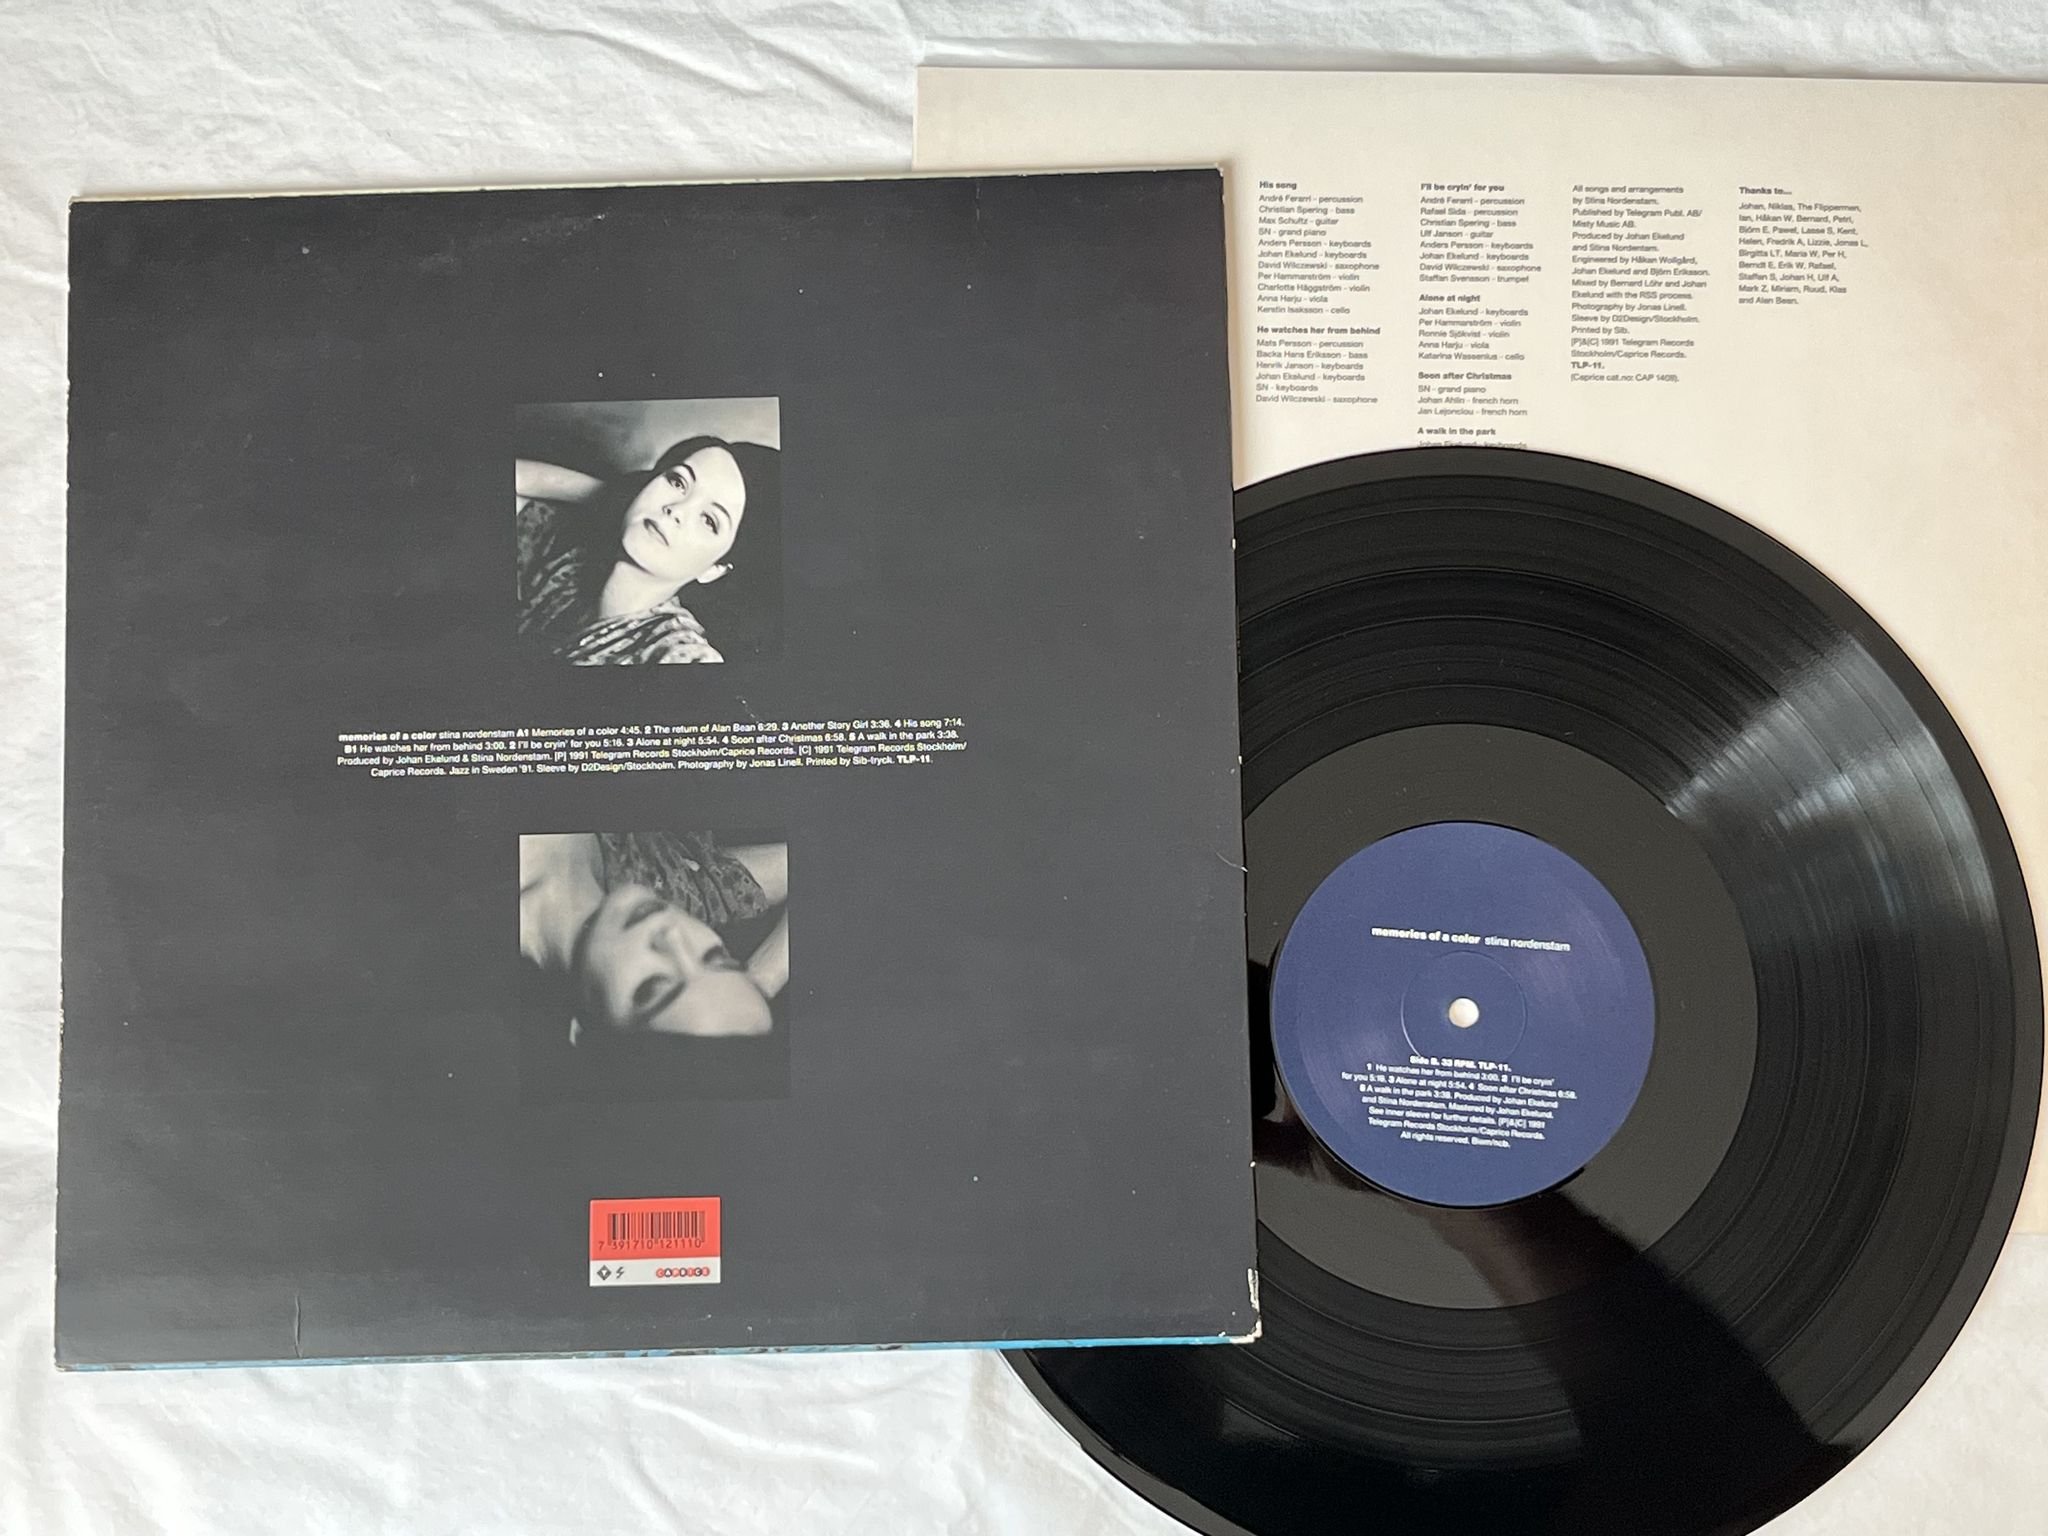 memories of a color stina nordenstam A1 Memories of a color 4:45. 2 The return of Alan Bean 6:29. 3 Another Story Girl 3:36. 4 His song 7:14.
B1 He watches her from behind 3:00. 2 I'll be cryin' for you 5:16. 3 Alone at night 5:54. 4 Soon after Christmas 6:58. 5 A walk in the park 3:38.
Produced by Johan Ekelund & Stina Nordenstam. [P] 1991 Telegram Records Stockholm/Caprice Records. [C] 1991 Telegram Records Stockholm/
Caprice Records. Jazz in Sweden '91. Sleeve by D2Design/Stockholm. Photography by Jonas Linell. Printed by Sib-tryck. TLP-11.
7 391710 121110
CAPRICE
His song
André Ferarri - percussion
Christian Spering - bass
Max Schultz - guitar
SN - grand piano
Anders Persson - keyboards
Johan Ekelund - keyboards
David Wilczewski - saxophone
Per Hammarström - violin
Charlotte Häggström - violin
Anna Harju - viola
Kerstin Isaksson - cello
He watches her from behind
Mats Persson - percussion
Backa Hans Eriksson - bass
Henrik Janson - keyboards
Johan Ekelund - keyboards
SN - keyboards
David Wilczewski - saxophone
I'll be cryin' for you
André Ferarri - percussion
Rafael Sida - percussion
Christian Spering - bass
Ulf Janson - guitar
Anders Persson - keyboards
Johan Ekelund - keyboards
David Wilczewski - saxophone
Staffan Svensson - trumpet
Alone at night
Johan Ekelund - keyboards
Per Hammarström - violin
Ronnie Sjökvist - violin
Anna Harju - viola
Katarina Wassenius - cello
Soon after Christmas
SN - grand piano
Johan Ahlin - french horn
Jan Lejonclou - french horn
A walk in the park
Johan Ekelund - keyboards
All songs and arrangements
by Stina Nordenstam.
Published by Telegram Publ. AB/
Misty Music AB.
Produced by Johan Ekelund
and Stina Nordentam.
Engineered by Håkan Wollgård,
Johan Ekelund and Björn Eriksson.
Mixed by Bernard Löhr and Johan
Ekelund with the RSS process.
Photography by Jonas Linell.
Sleeve by D2Design/Stockholm.
Printed by Sib.
[P]&[C] 1991 Telegram Records
Stockholm/Caprice Records.
TLP-11.
(Caprice cat.no: CAP 1409).
Thanks to...
Johan, Niklas, The Flippermen,
Ian, Håkan W, Bernard, Petri,
Björn E, Pawel, Lasse S, Kent,
Helen, Fredrik A, Lizzie, Jonas L,
Birgitta LT, Maria W, Per H,
Berndt E, Erik W, Rafael,
Staffan S, Johan H, Ulf A,
Mark Z, Miriam, Ruud, Klas
and Alan Bean.
memories of a color stina nordenstam
Side B. 33 RPM. TLP-11.
1 He watches her from behind 3:00. 2 I'll be cryin'
for you 5:16. 3 Alone at night 5:54. 4 Soon after Christmas 6:58.
5 A walk in the park 3:38. Produced by Johan Ekelund
and Stina Nordenstam. Mastered by Johan Ekelund.
See inner sleeve for further details. [P]&[C] 1991
Telegram Records Stockholm/Caprice Records.
All rights reserved. Biem/ncb.